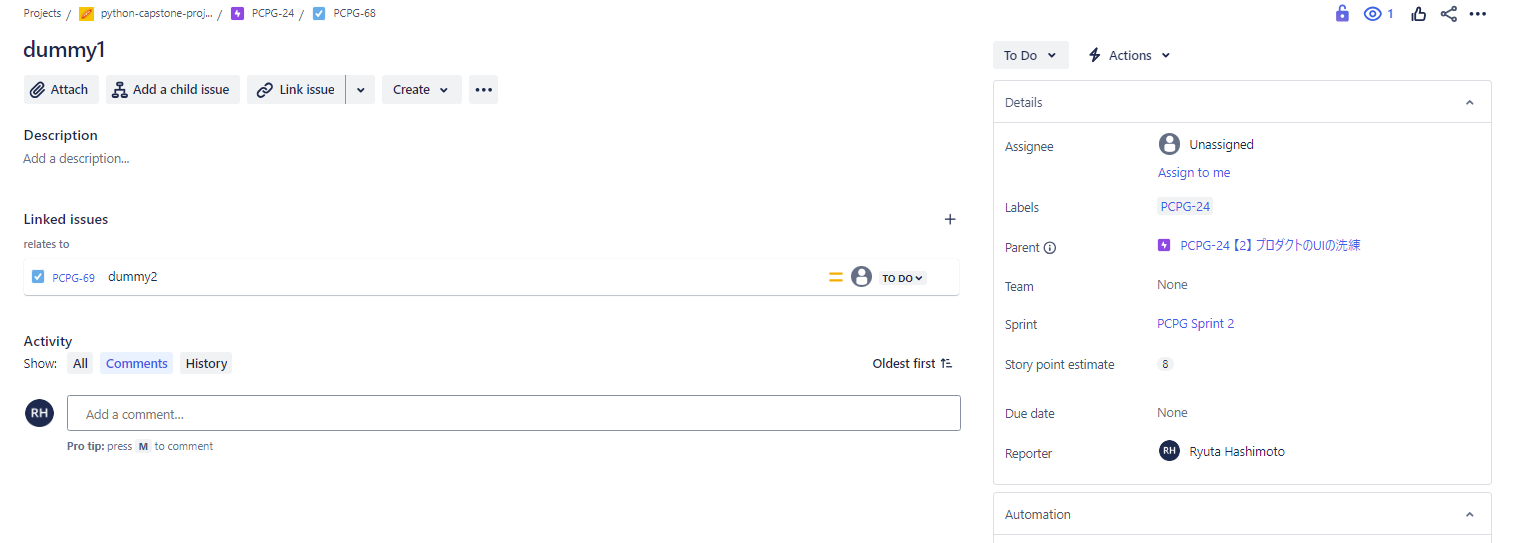 Projects / python-capstone-proj... / PCPG-24 / PCPG-68
1
dummy1
Attach
Add a child issue
Link issue
Create
Description
Add a description...
Linked issues
relates to
PCPG-69 dummy2 TO DO
Activity
Show: All Comments History
Oldest first
RH
Add a comment...
Pro tip: press M to comment
To Do
Actions
Details
Assignee Unassigned
Assign to me
Labels PCPG-24
Parent PCPG-24【2】プロダクトのUIの洗練
Team None
Sprint PCPG Sprint 2
Story point estimate 8
Due date None
Reporter RH Ryuta Hashimoto
Automation